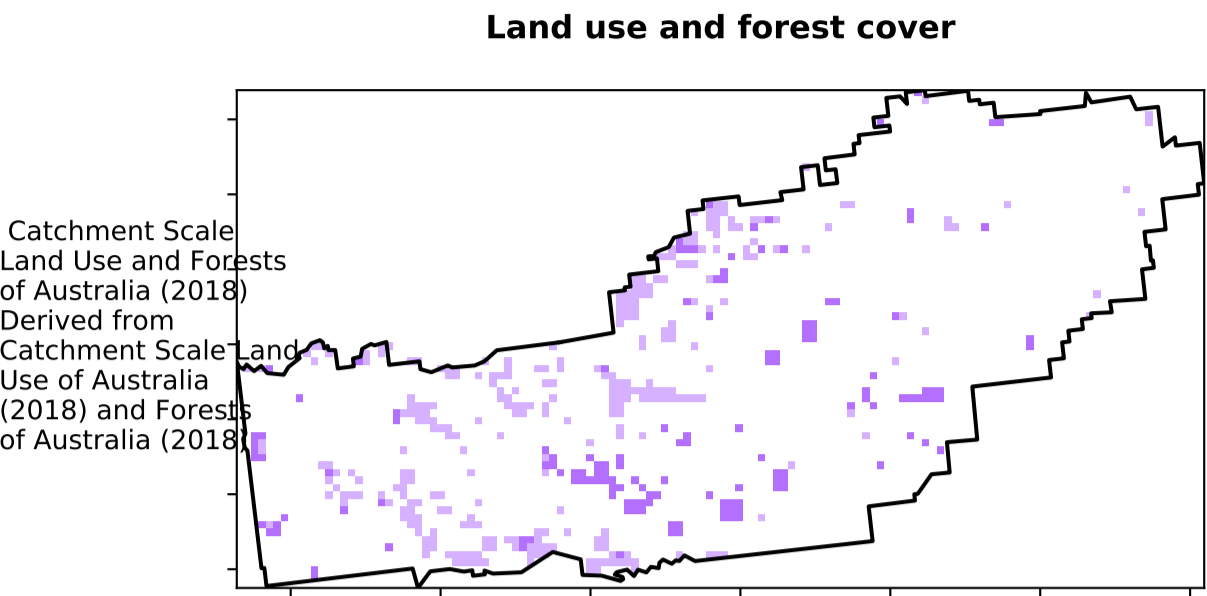 Land use and forest cover
Catchment Scale
Land Use and Forests
of Australia (2018)
Derived from
Catchment Scale Land
Use of Australia
(2018) and Forests
of Australia (2018)